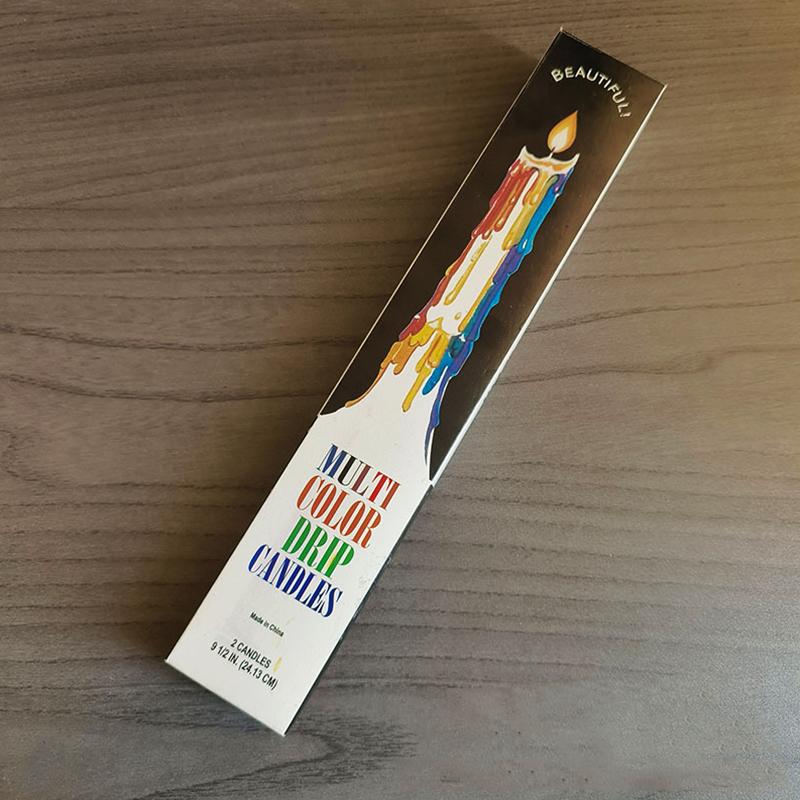 BEAUTIFUL!
MULTI
COLOR
DRIP
CANDLES
Made in China
2 CANDLES
9 1/2 IN. (24.13 CM)